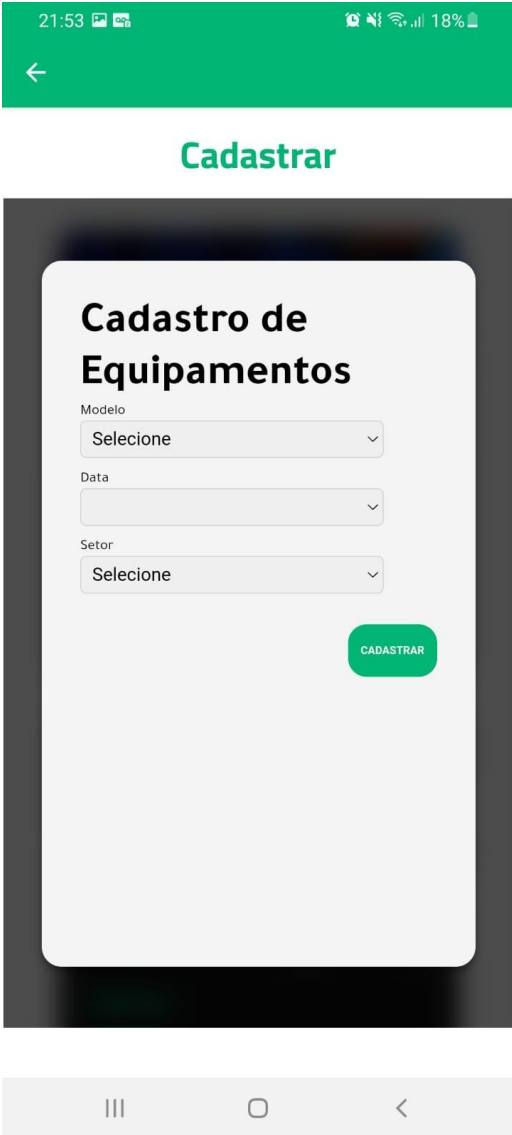 21:53
18%
Cadastrar
Cadastro de
Equipamentos
Modelo
Selecione
Data
Setor
Selecione
CADASTRAR